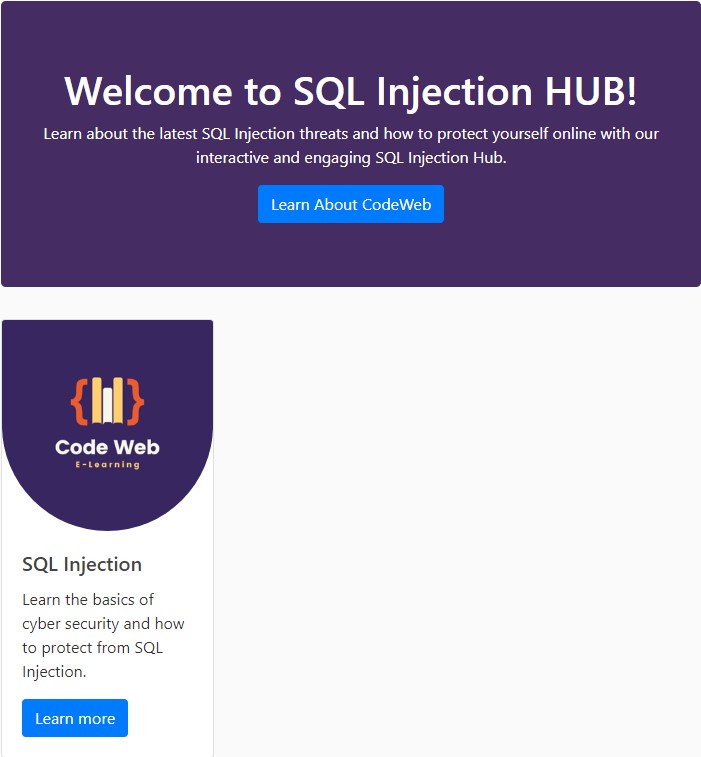 Welcome to SQL Injection HUB!
Learn about the latest SQL Injection threats and how to protect yourself online with our
interactive and engaging SQL Injection Hub.
Learn About CodeWeb
Code Web
E-Learning
SQL Injection
Learn the basics of
cyber security and how
to protect from SQL
Injection.
Learn more